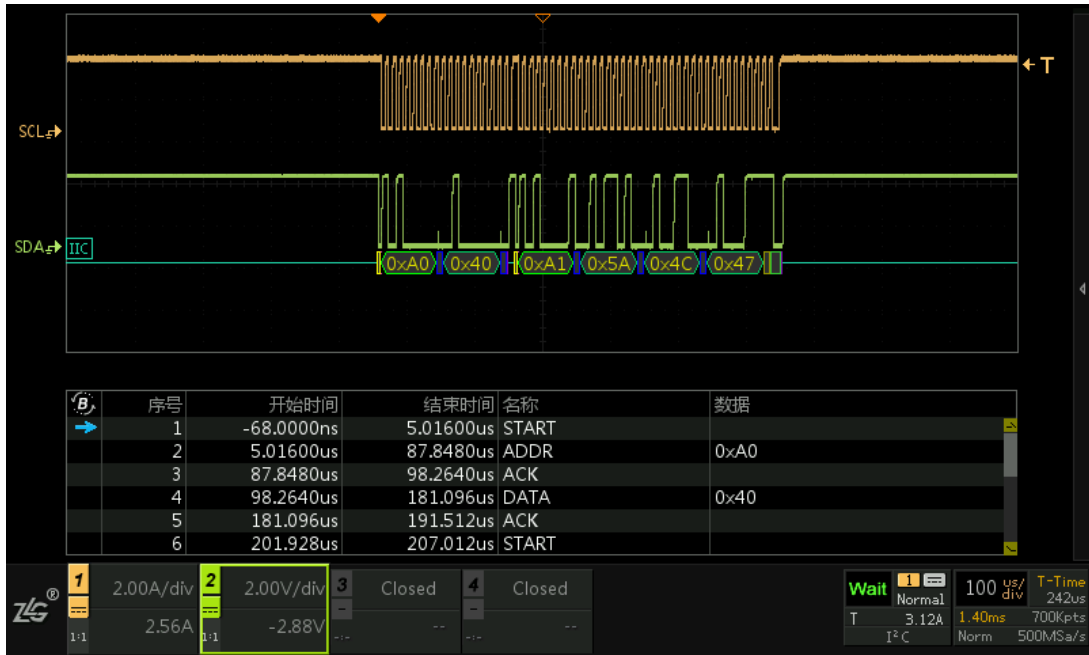 T
SCL
SDA
IIC
0xA0 0x40 0xA1 0x5A 0x4C 0x47
B 序号 开始时间 结束时间 名称 数据
1 -68.0000ns 5.01600us START
2 5.01600us 87.8480us ADDR 0xA0
3 87.8480us 98.2640us ACK
4 98.2640us 181.096us DATA 0x40
5 181.096us 191.512us ACK
6 201.928us 207.012us START
ZLG®
1 2.00A/div 2 2.00V/div 3 Closed 4 Closed
1:1 2.56A 1:1 -2.88V -:- -- -:- --
Wait 1 Normal
T 3.12A
I²C
100 us/div T-Time 242us
1.40ms 700Kpts
Norm 500MSa/s